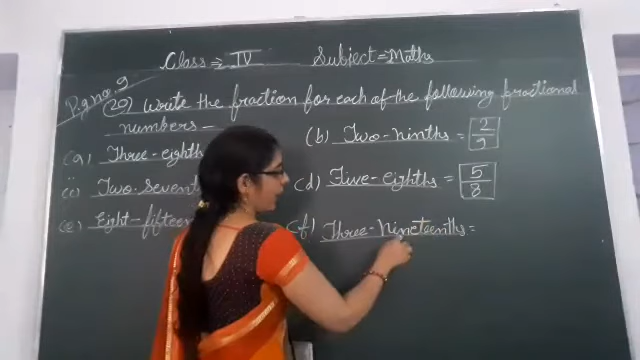 Class ⇒ IV Subject ⇒ Maths
Pg no. 9
(20) Write the fraction for each of the following fractional
numbers —
(a) Three-eighths
(b) Two-ninths = 2/9
(c) Two-sevent
(d) Five-eighths = 5/8
(e) Eight-fifteen
(f) Three-nineteenths =